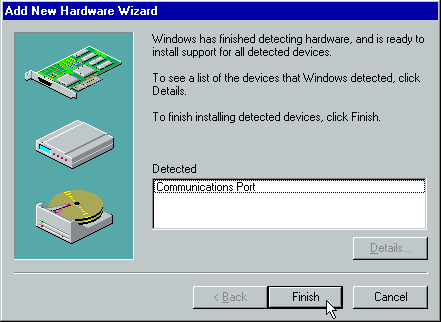 Add New Hardware Wizard
Windows has finished detecting hardware, and is ready to
install support for all detected devices.
To see a list of the devices that Windows detected, click
Details.
To finish installing detected devices, click Finish.
Detected
Communications Port
Details...
< Back
Finish
Cancel